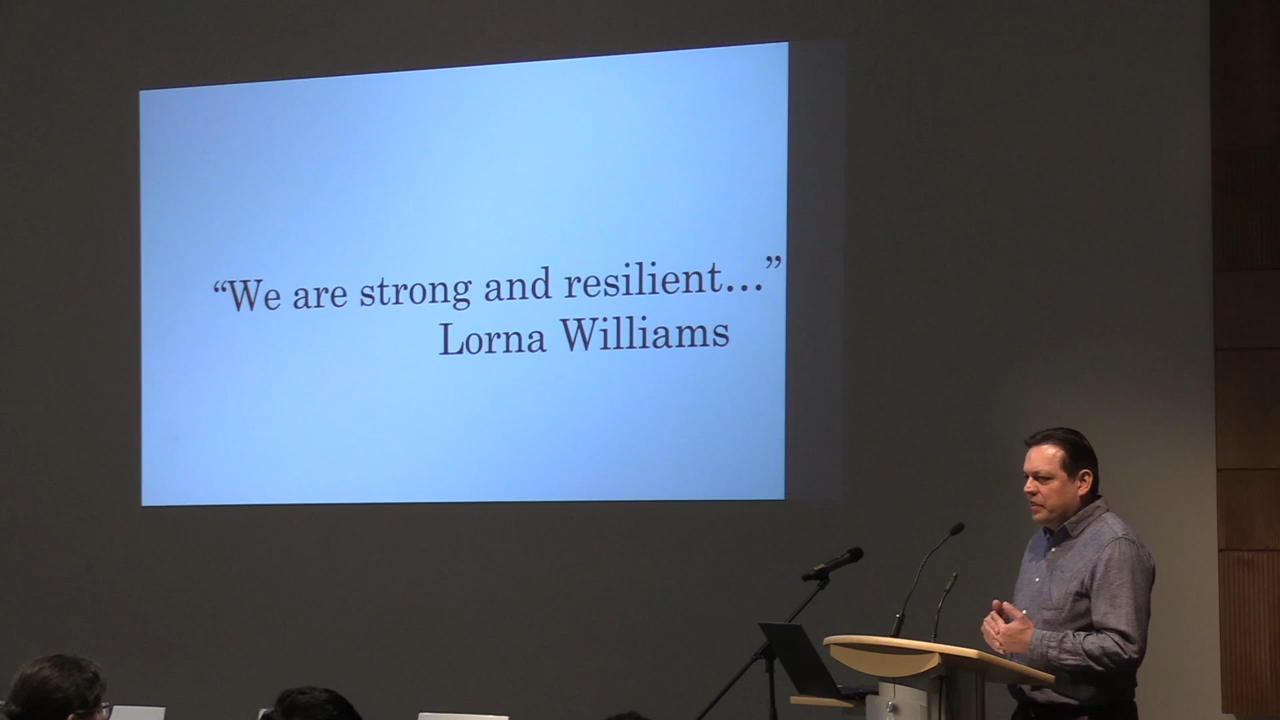 “We are strong and resilient…”
Lorna Williams